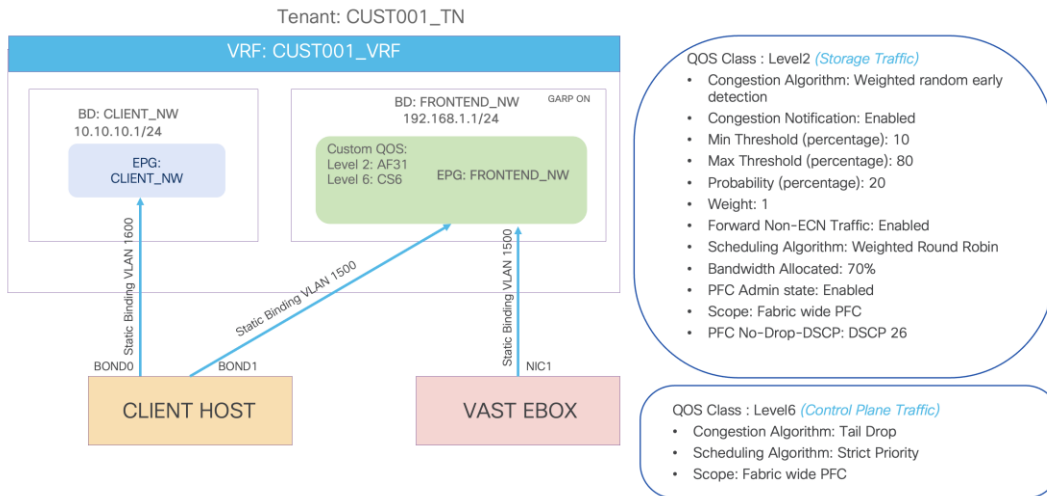 Tenant: CUST001_TN
VRF: CUST001_VRF
BD: CLIENT_NW
10.10.10.1/24
EPG:
CLIENT_NW
BD: FRONTEND_NW
GARP ON
192.168.1.1/24
Custom QOS:
Level 2: AF31
Level 6: CS6
EPG: FRONTEND_NW
Static Binding VLAN 1600
Static Binding VLAN 1500
Static Binding VLAN 1500
BOND0
BOND1
NIC1
CLIENT HOST
VAST EBOX
QOS Class : Level2 (Storage Traffic)
• Congestion Algorithm: Weighted random early
detection
• Congestion Notification: Enabled
• Min Threshold (percentage): 10
• Max Threshold (percentage): 80
• Probability (percentage): 20
• Weight: 1
• Forward Non-ECN Traffic: Enabled
• Scheduling Algorithm: Weighted Round Robin
• Bandwidth Allocated: 70%
• PFC Admin state: Enabled
• Scope: Fabric wide PFC
• PFC No-Drop-DSCP: DSCP 26
QOS Class : Level6 (Control Plane Traffic)
• Congestion Algorithm: Tail Drop
• Scheduling Algorithm: Strict Priority
• Scope: Fabric wide PFC